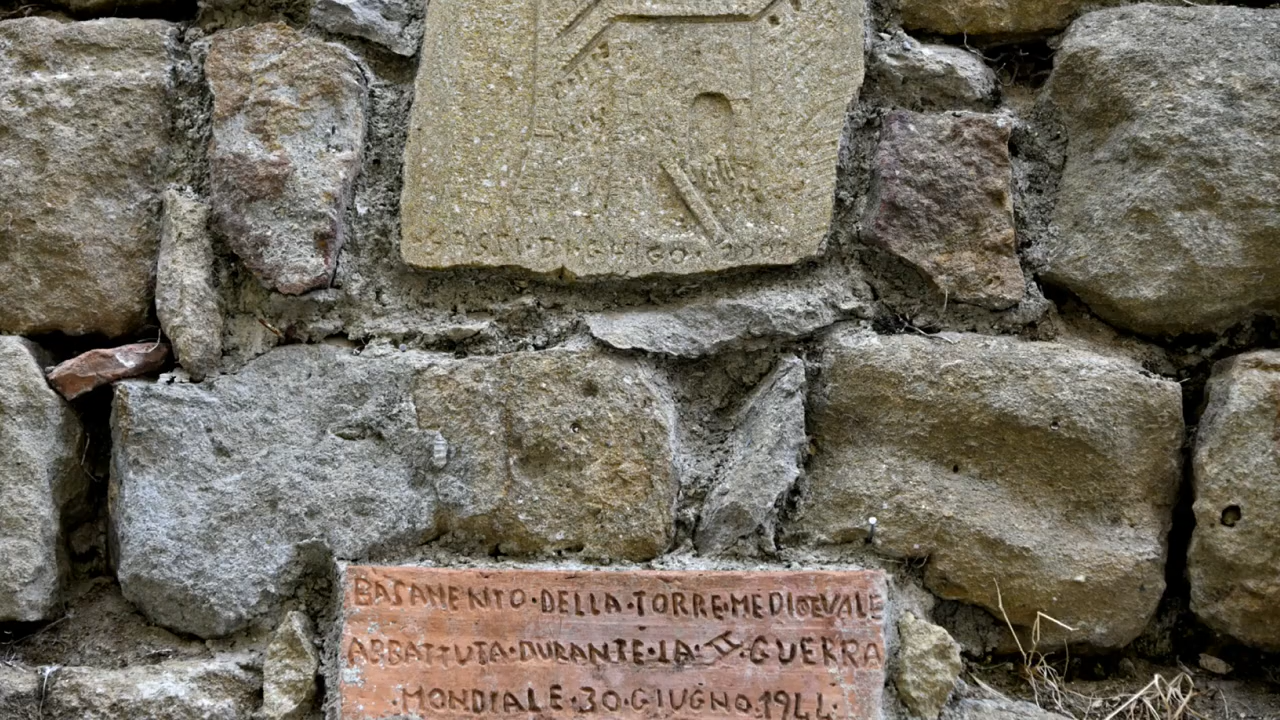 BASAMENTO·DELLA·TORRE·MEDIOEVALE
ABBATTUTA·DURANTE·LA·II·GUERRA
·MONDIALE·30·GIUGNO·1944·